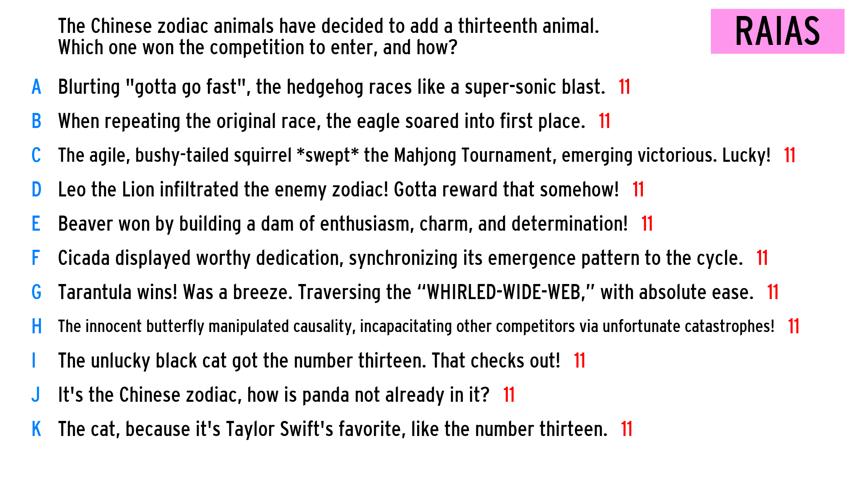 The Chinese zodiac animals have decided to add a thirteenth animal.
Which one won the competition to enter, and how?
RAIAS
A Blurting "gotta go fast", the hedgehog races like a super-sonic blast. 11
B When repeating the original race, the eagle soared into first place. 11
C The agile, bushy-tailed squirrel *swept* the Mahjong Tournament, emerging victorious. Lucky! 11
D Leo the Lion infiltrated the enemy zodiac! Gotta reward that somehow! 11
E Beaver won by building a dam of enthusiasm, charm, and determination! 11
F Cicada displayed worthy dedication, synchronizing its emergence pattern to the cycle. 11
G Tarantula wins! Was a breeze. Traversing the “WHIRLED-WIDE-WEB,” with absolute ease. 11
H The innocent butterfly manipulated causality, incapacitating other competitors via unfortunate catastrophes! 11
I The unlucky black cat got the number thirteen. That checks out! 11
J It's the Chinese zodiac, how is panda not already in it? 11
K The cat, because it's Taylor Swift's favorite, like the number thirteen. 11